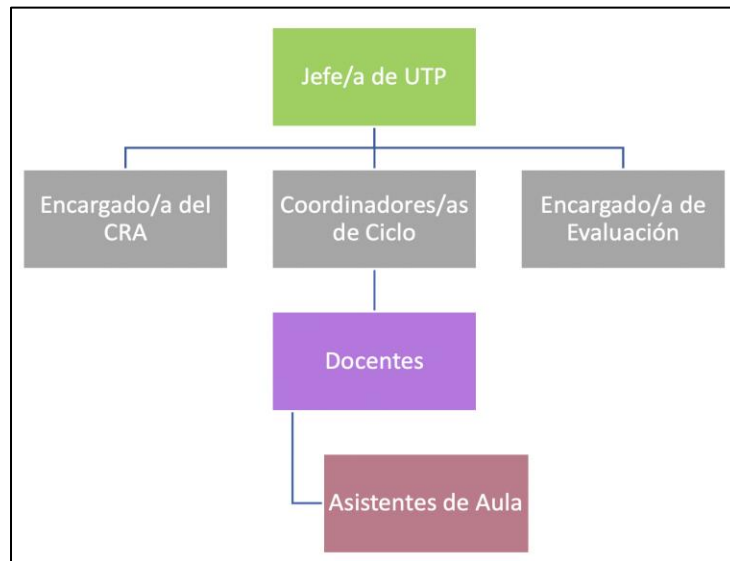 Jefe/a de UTP
Encargado/a del
CRA
Coordinadores/as
de Ciclo
Encargado/a de
Evaluación
Docentes
Asistentes de Aula